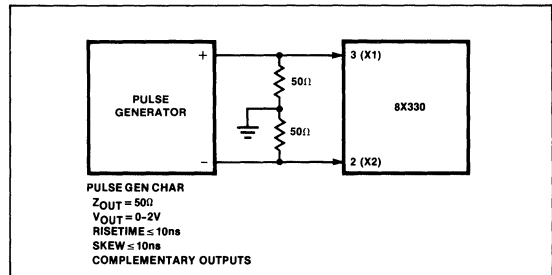 +
3 (X1)
50Ω
PULSE
GENERATOR
8X330
50Ω
−
2 (X2)
PULSE GEN CHAR
ZOUT = 50Ω
VOUT = 0–2V
RISETIME ≤ 10ns
SKEW ≤ 10ns
COMPLEMENTARY OUTPUTS